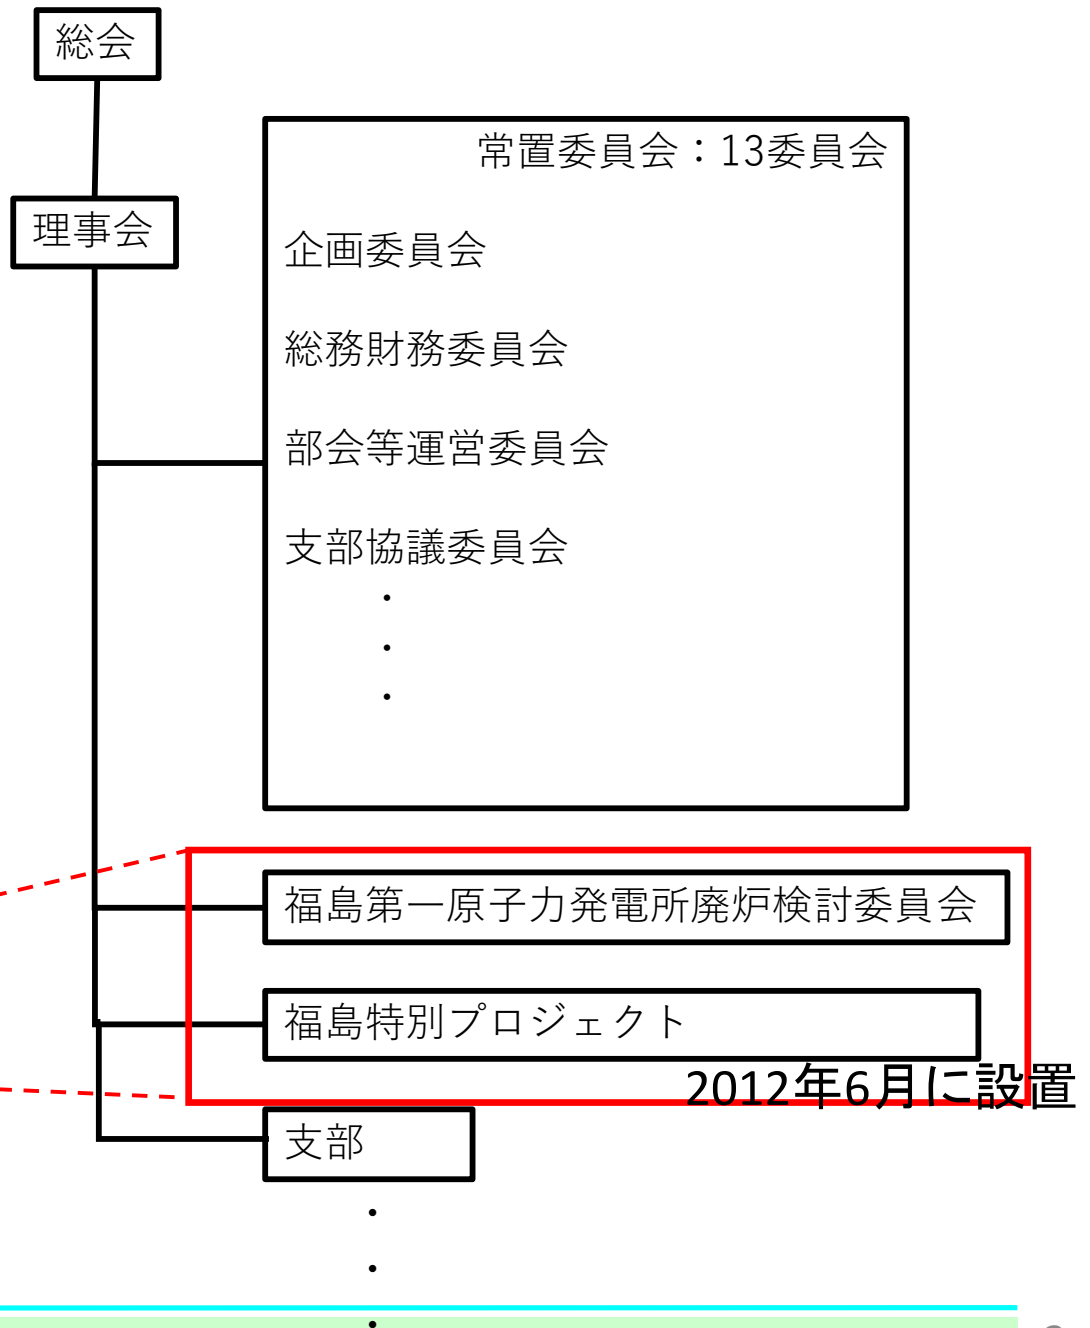 総会
理事会
常置委員会：13委員会
企画委員会
総務財務委員会
部会等運営委員会
支部協議委員会
・
・
・
福島第一原子力発電所廃炉検討委員会
福島特別プロジェクト
2012年6月に設置
支部
・
・
・